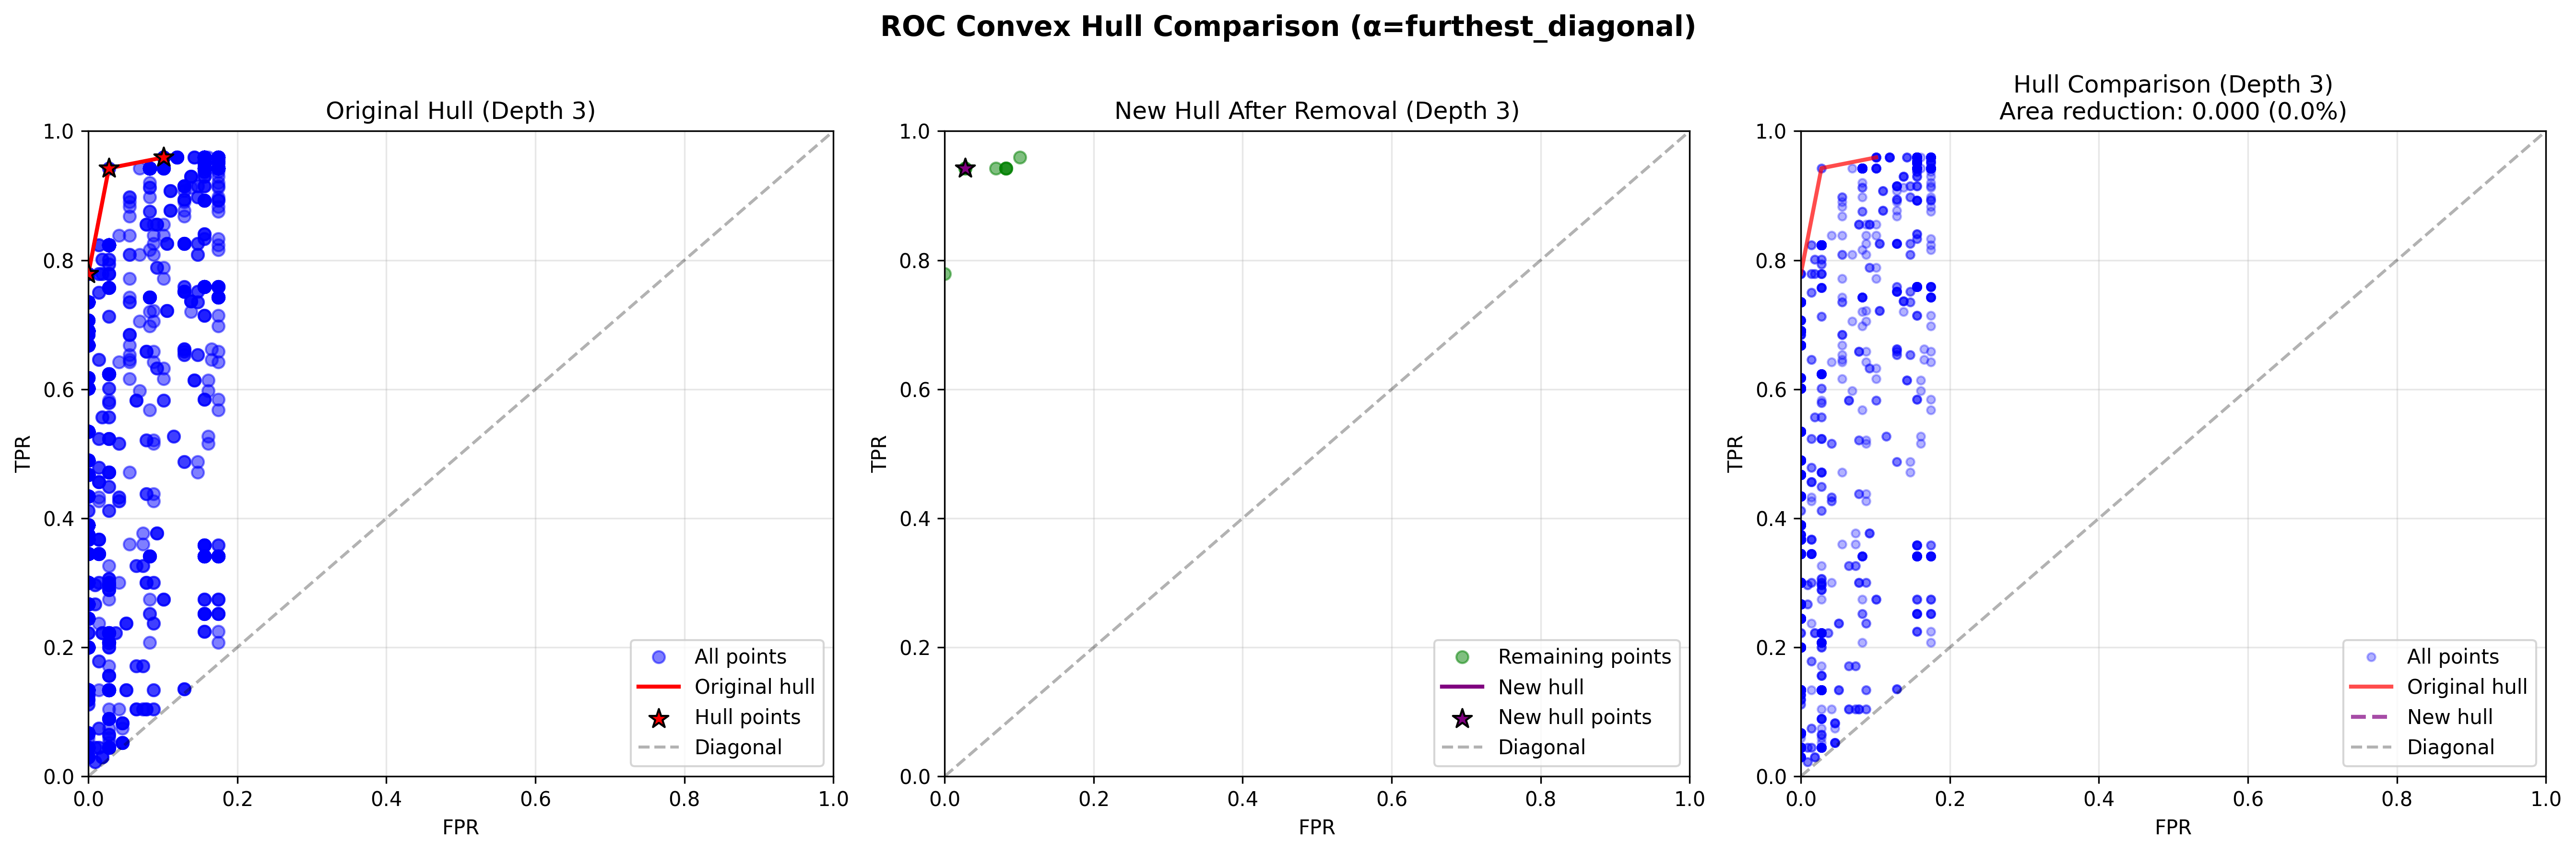 ROC Convex Hull Comparison (α=furthest_diagonal)
Original Hull (Depth 3)
1.0
0.8
0.6
0.4
0.2
0.0
TPR
0.0 0.2 0.4 0.6 0.8 1.0
FPR
All points
Original hull
Hull points
Diagonal
New Hull After Removal (Depth 3)
1.0
0.8
0.6
0.4
0.2
0.0
TPR
0.0 0.2 0.4 0.6 0.8 1.0
FPR
Remaining points
New hull
New hull points
Diagonal
Hull Comparison (Depth 3)
Area reduction: 0.000 (0.0%)
1.0
0.8
0.6
0.4
0.2
0.0
TPR
0.0 0.2 0.4 0.6 0.8 1.0
FPR
All points
Original hull
New hull
Diagonal